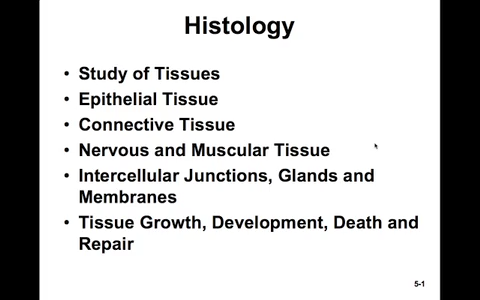 Histology
• Study of Tissues
• Epithelial Tissue
• Connective Tissue
• Nervous and Muscular Tissue
• Intercellular Junctions, Glands and
Membranes
• Tissue Growth, Development, Death and
Repair
5-1